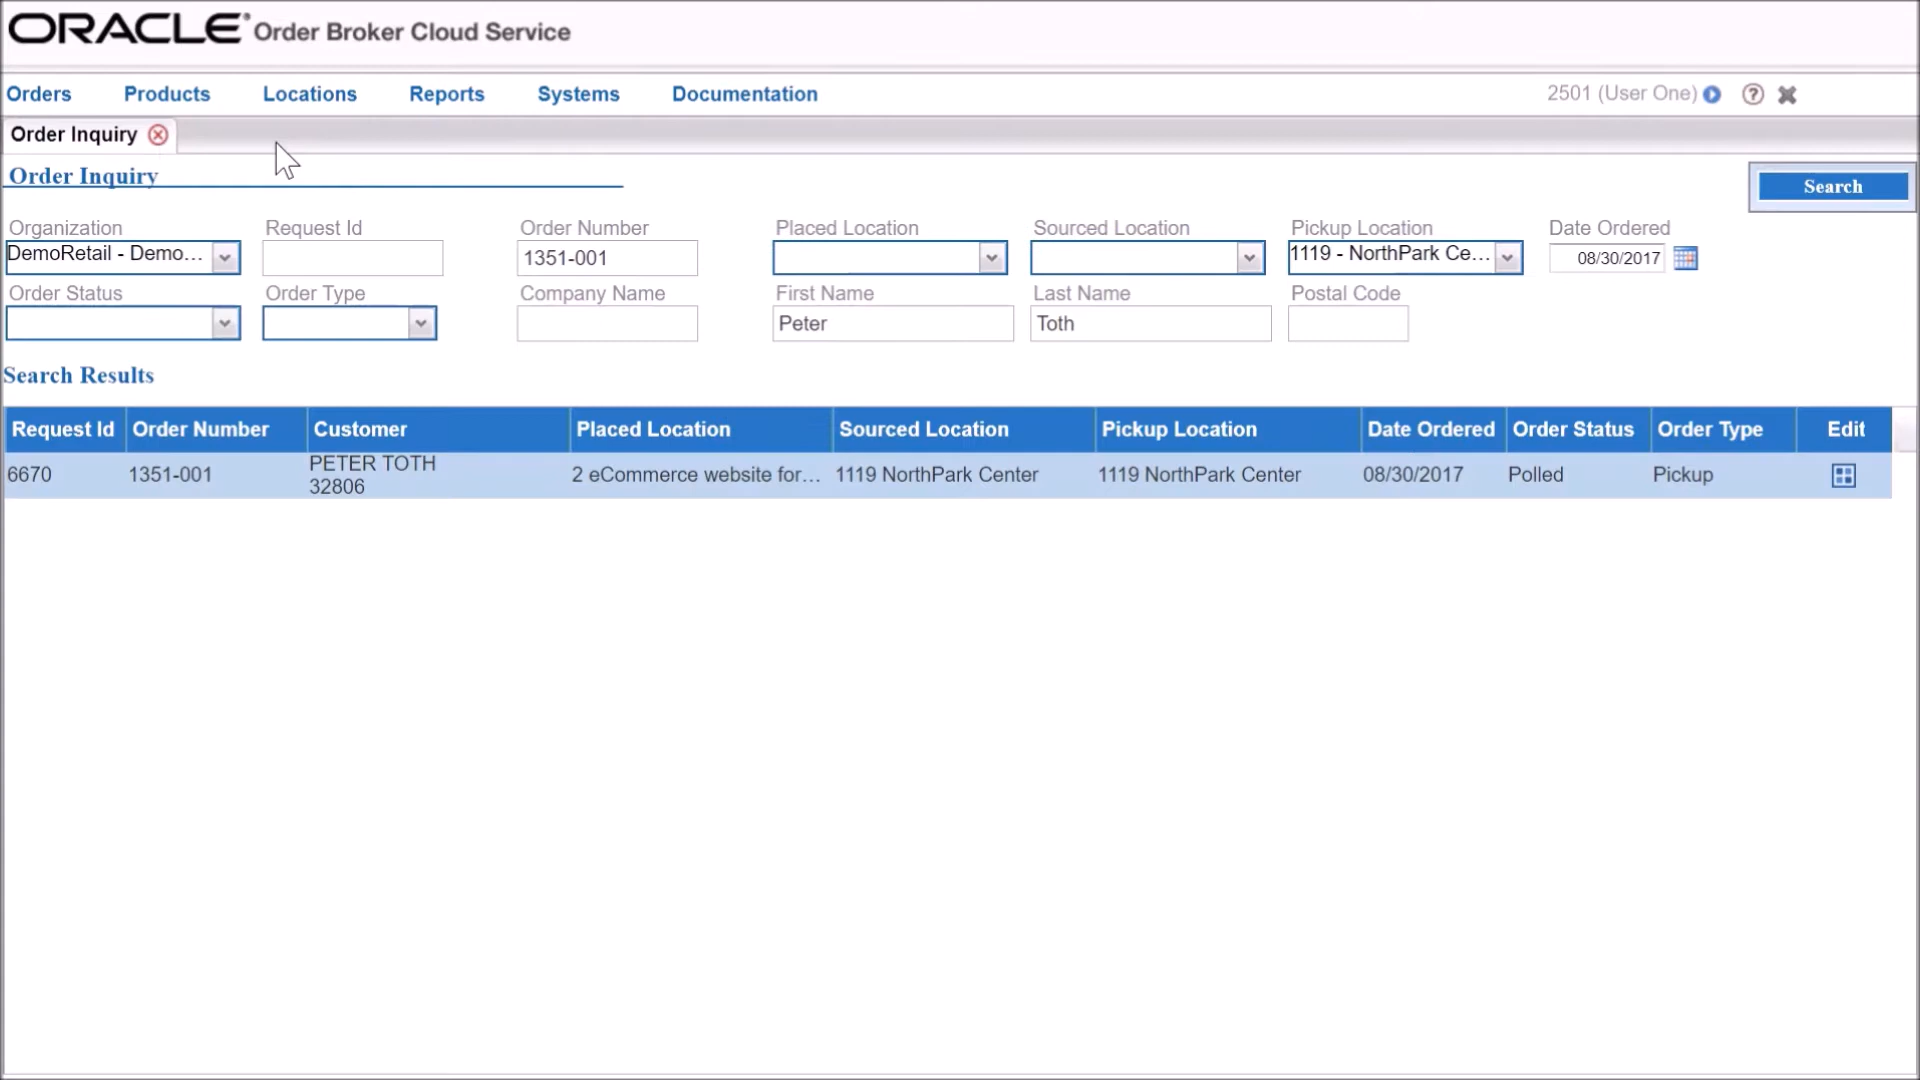 ORACLE® Order Broker Cloud Service
Orders Products Locations Reports Systems Documentation 2501 (User One) ?
Order Inquiry
Order Inquiry
Search
Organization Request Id Order Number Placed Location Sourced Location Pickup Location Date Ordered
DemoRetail - Demo... 1351-001 1119 - NorthPark Ce... 08/30/2017
Order Status Order Type Company Name First Name Last Name Postal Code
Peter Toth
Search Results
Request Id Order Number Customer Placed Location Sourced Location Pickup Location Date Ordered Order Status Order Type Edit
6670 1351-001 PETER TOTH 2 eCommerce website for... 1119 NorthPark Center 1119 NorthPark Center 08/30/2017 Polled Pickup
32806